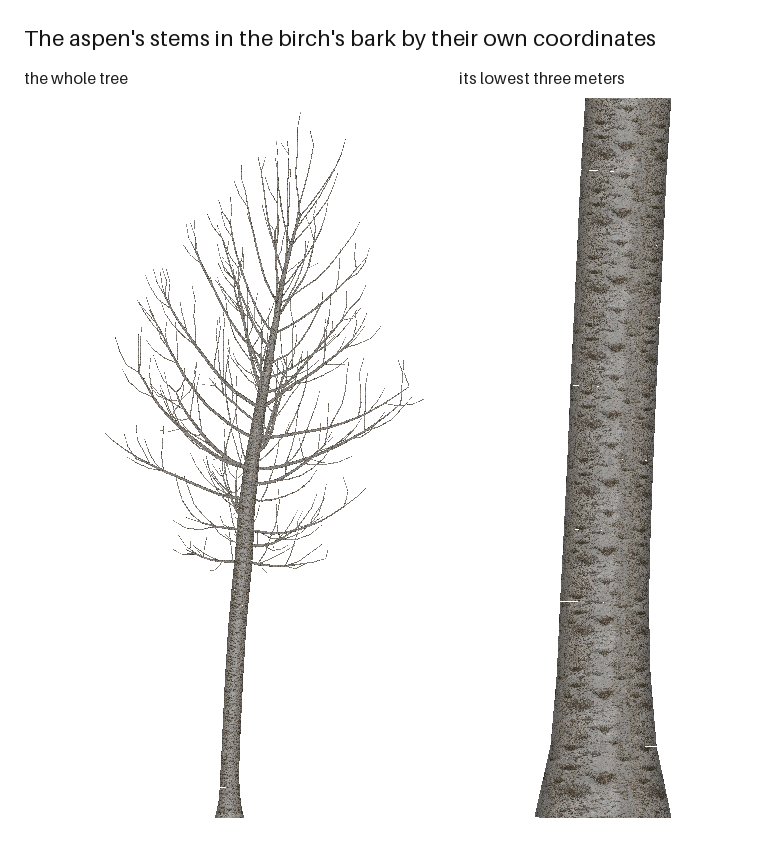 The aspen's stems in the birch's bark by their own coordinates
the whole tree
its lowest three meters